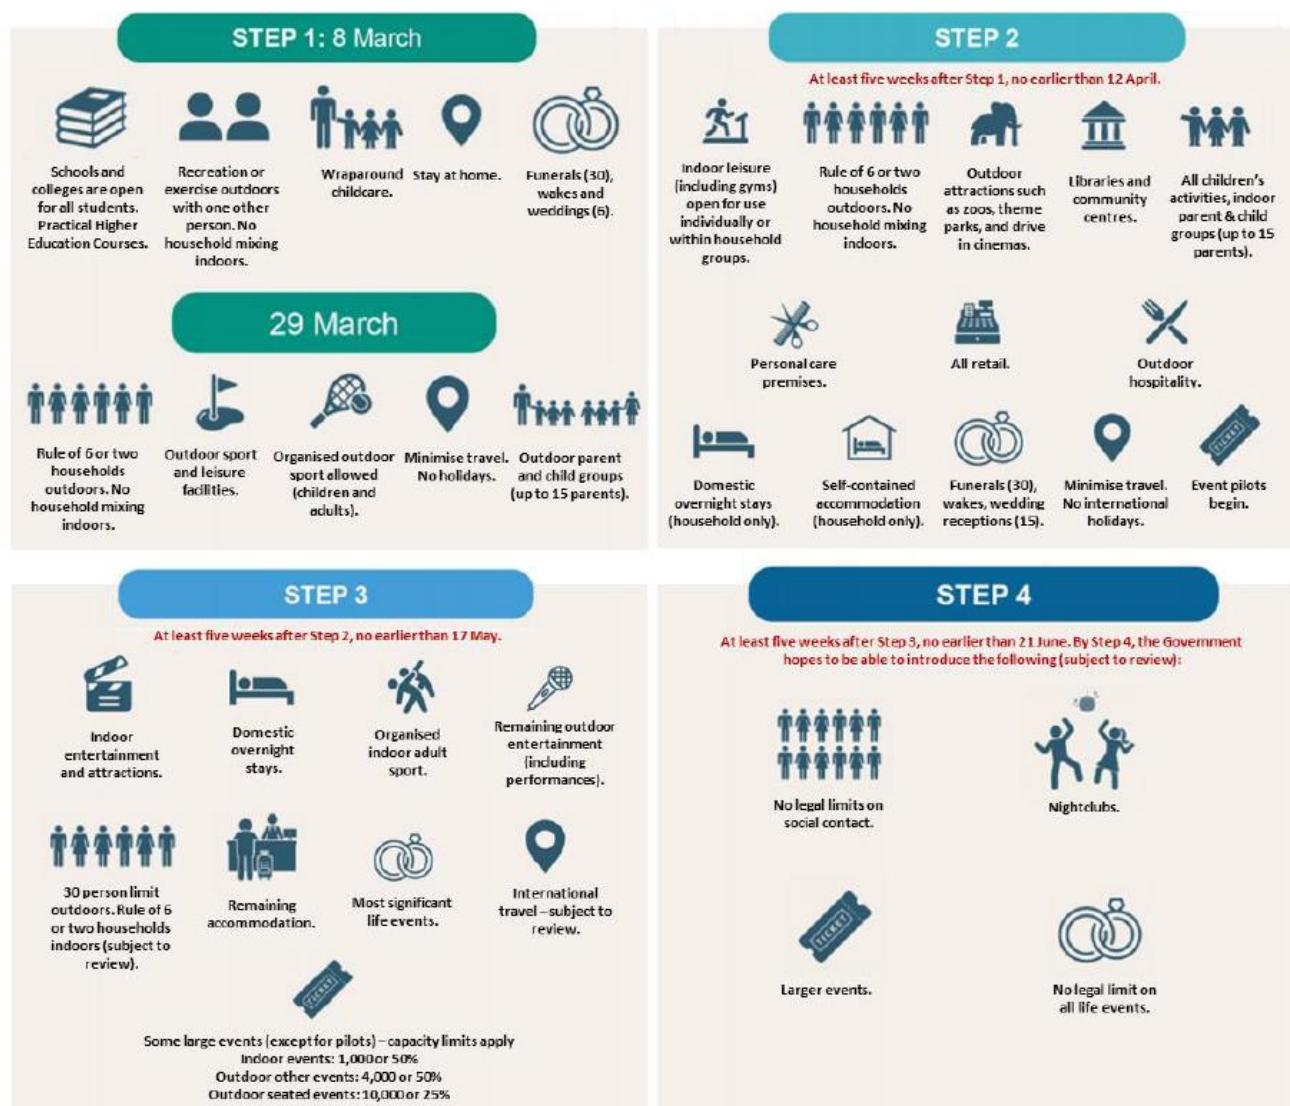 STEP 1: 8 March
Schools and
colleges are open
for all students.
Practical Higher
Education Courses.
Recreation or
exercise outdoors
with one other
person. No
household mixing
indoors.
Wraparound
childcare.
Stay at home.
Funerals (30),
wakes and
weddings (6).
29 March
Rule of 6 or two
households
outdoors. No
household mixing
indoors.
Outdoor sport
and leisure
facilities.
Organised outdoor
sport allowed
(children and
adults).
Minimise travel.
No holidays.
Outdoor parent
and child groups
(up to 15 parents).
STEP 2
At least five weeks after Step 1, no earlier than 12 April.
Indoor leisure
(including gyms)
open for use
individually or
within household
groups.
Rule of 6 or two
households
outdoors. No
household mixing
indoors.
Outdoor
attractions such
as zoos, theme
parks, and drive
in cinemas.
Libraries and
community
centres.
All children's
activities, indoor
parent & child
groups (up to 15
parents).
Personal care
premises.
All retail.
Outdoor
hospitality.
Domestic
overnight stays
(household only).
Self-contained
accommodation
(household only).
Funerals (30),
wakes, wedding
receptions (15).
Minimise travel.
No international
holidays.
TICKET
Event pilots
begin.
STEP 3
At least five weeks after Step 2, no earlier than 17 May.
Indoor
entertainment
and attractions.
Domestic
overnight
stays.
Organised
indoor adult
sport.
Remaining outdoor
entertainment
(including
performances).
30 person limit
outdoors. Rule of 6
or two households
indoors (subject to
review).
Remaining
accommodation.
Most significant
life events.
International
travel – subject to
review.
TICKET
Some large events (except for pilots) – capacity limits apply
Indoor events: 1,000 or 50%
Outdoor other events: 4,000 or 50%
Outdoor seated events: 10,000 or 25%
STEP 4
At least five weeks after Step 3, no earlier than 21 June. By Step 4, the Government
hopes to be able to introduce the following (subject to review):
No legal limits on
social contact.
Nightclubs.
TICKET
Larger events.
No legal limit on
all life events.